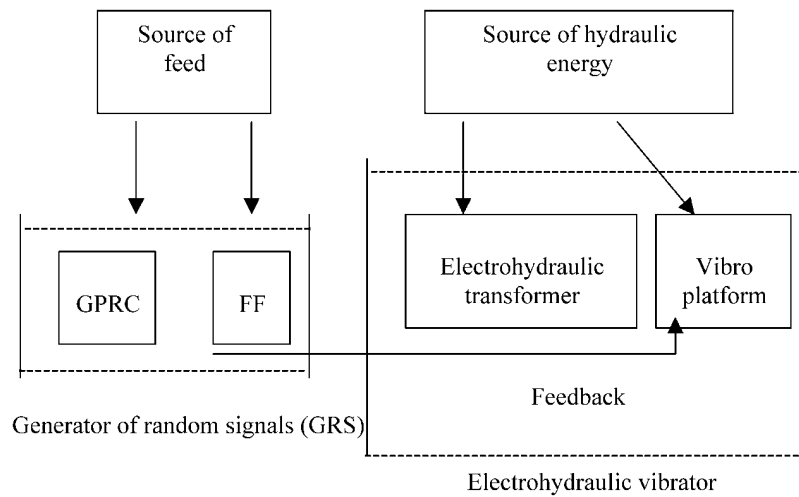 Source of
feed
Source of hydraulic
energy
GPRC
FF
Electrohydraulic
transformer
Vibro
platform
Feedback
Generator of random signals (GRS)
Electrohydraulic vibrator